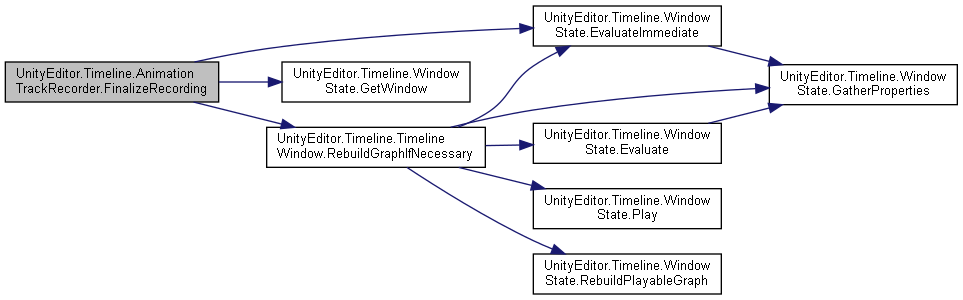 UnityEditor.Timeline.Animation
TrackRecorder.FinalizeRecording
UnityEditor.Timeline.Window
State.EvaluateImmediate
UnityEditor.Timeline.Window
State.GetWindow
UnityEditor.Timeline.Window
State.GatherProperties
UnityEditor.Timeline.Timeline
Window.RebuildGraphIfNecessary
UnityEditor.Timeline.Window
State.Evaluate
UnityEditor.Timeline.Window
State.Play
UnityEditor.Timeline.Window
State.RebuildPlayableGraph